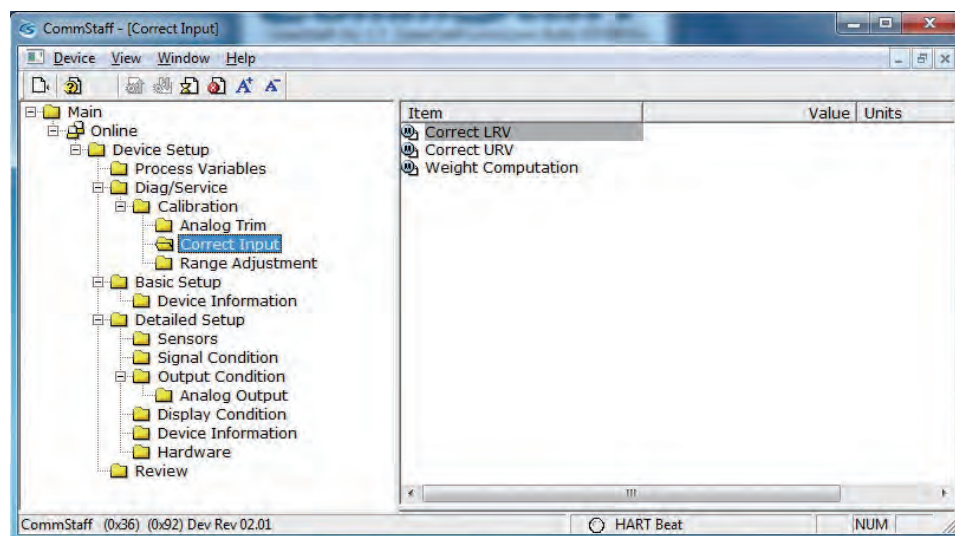 CommStaff - [Correct Input]
Device View Window Help
Main
Online
Device Setup
Process Variables
Diag/Service
Calibration
Analog Trim
Correct Input
Range Adjustment
Basic Setup
Device Information
Detailed Setup
Sensors
Signal Condition
Output Condition
Analog Output
Display Condition
Device Information
Hardware
Review
Item Value Units
Correct LRV
Correct URV
Weight Computation
CommStaff (0x36) (0x92) Dev Rev 02.01 HART Beat NUM